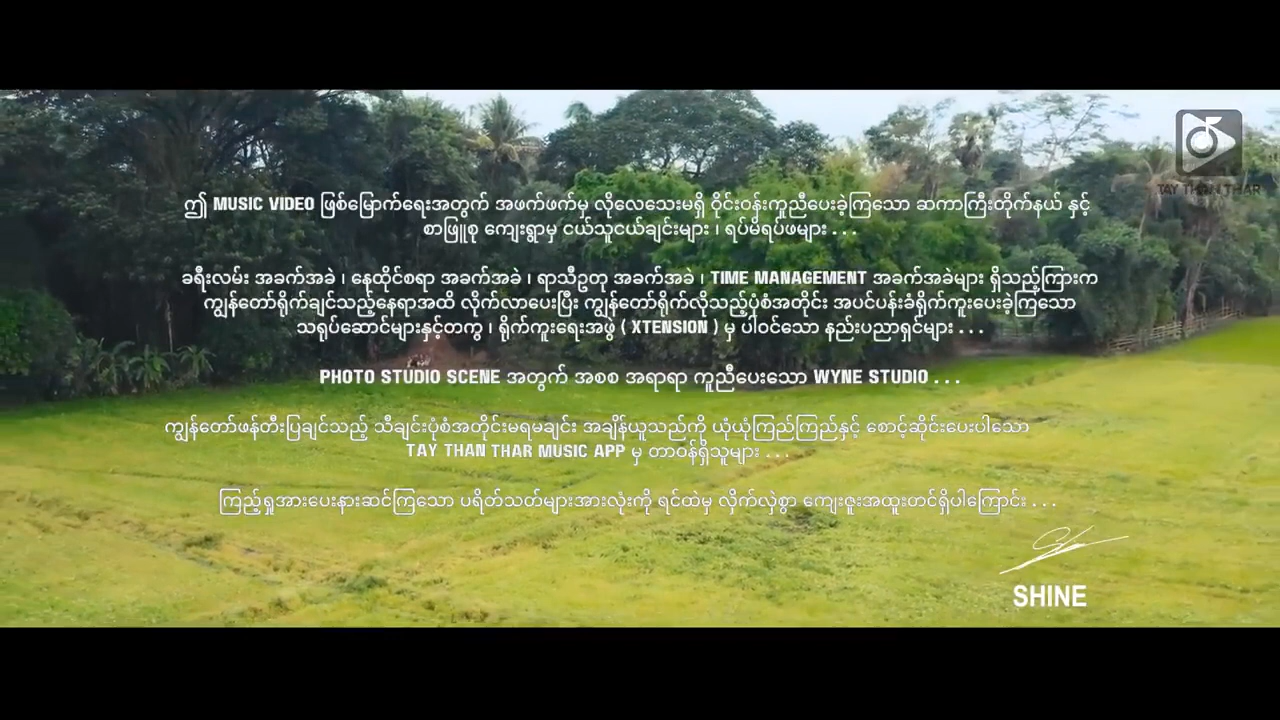 TAY THAN THAR
ဤ MUSIC VIDEO ဖြစ်မြောက်ရေးအတွက် အဖက်ဖက်မှ လိုလေသေးမရှိ ဝိုင်းဝန်းကူညီပေးခဲ့ကြသော ဆကာကြီးတိုက်နယ် နှင့်
စာဖြူစု ကျေးရွာမှ ငယ်သူငယ်ချင်းများ ၊ ရပ်မိရပ်ဖများ . . .
ခရီးလမ်း အခက်အခဲ ၊ နေထိုင်စရာ အခက်အခဲ ၊ ရာသီဥတု အခက်အခဲ ၊ TIME MANAGEMENT အခက်အခဲများ ရှိသည့်ကြားက
ကျွန်တော်ရိုက်ချင်သည့်နေရာအထိ လိုက်လာပေးပြီး ကျွန်တော်ရိုက်လိုသည့်ပုံစံအတိုင်း အပင်ပန်းခံရိုက်ကူးပေးခဲ့ကြသော
သရုပ်ဆောင်များနှင့်တကွ ၊ ရိုက်ကူးရေးအဖွဲ့ ( XTENSION ) မှ ပါဝင်သော နည်းပညာရှင်များ . . .
PHOTO STUDIO SCENE အတွက် အစစ အရာရာ ကူညီပေးသော WYNE STUDIO . . .
ကျွန်တော်ဖန်တီးပြချင်သည့် သီချင်းပုံစံအတိုင်းမရမချင်း အချိန်ယူသည်ကို ယုံယုံကြည်ကြည်နှင့် စောင့်ဆိုင်းပေးပါသော
TAY THAN THAR MUSIC APP မှ တာဝန်ရှိသူများ . . .
ကြည့်ရှုအားပေးနားဆင်ကြသော ပရိတ်သတ်များအားလုံးကို ရင်ထဲမှ လှိုက်လှဲစွာ ကျေးဇူးအထူးတင်ရှိပါကြောင်း . . .
SHINE